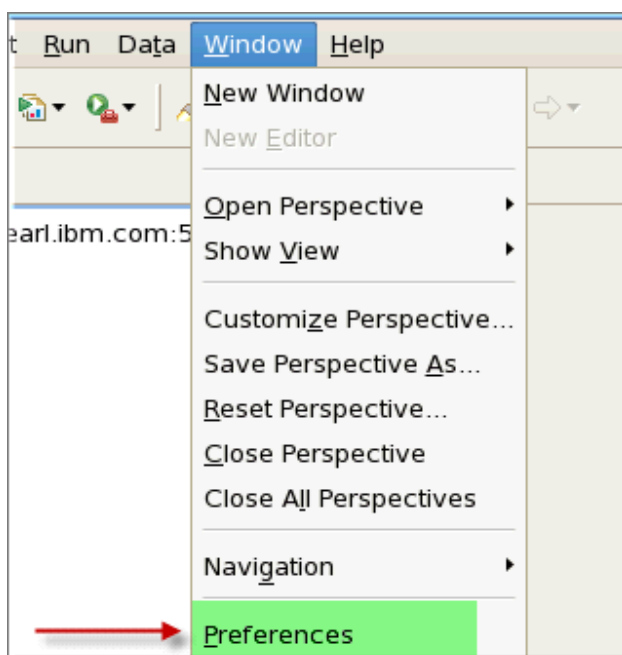 t Run Data Window Help
New Window
New Editor
Open Perspective
earl.ibm.com:5
Show View
Customize Perspective...
Save Perspective As...
Reset Perspective...
Close Perspective
Close All Perspectives
Navigation
Preferences